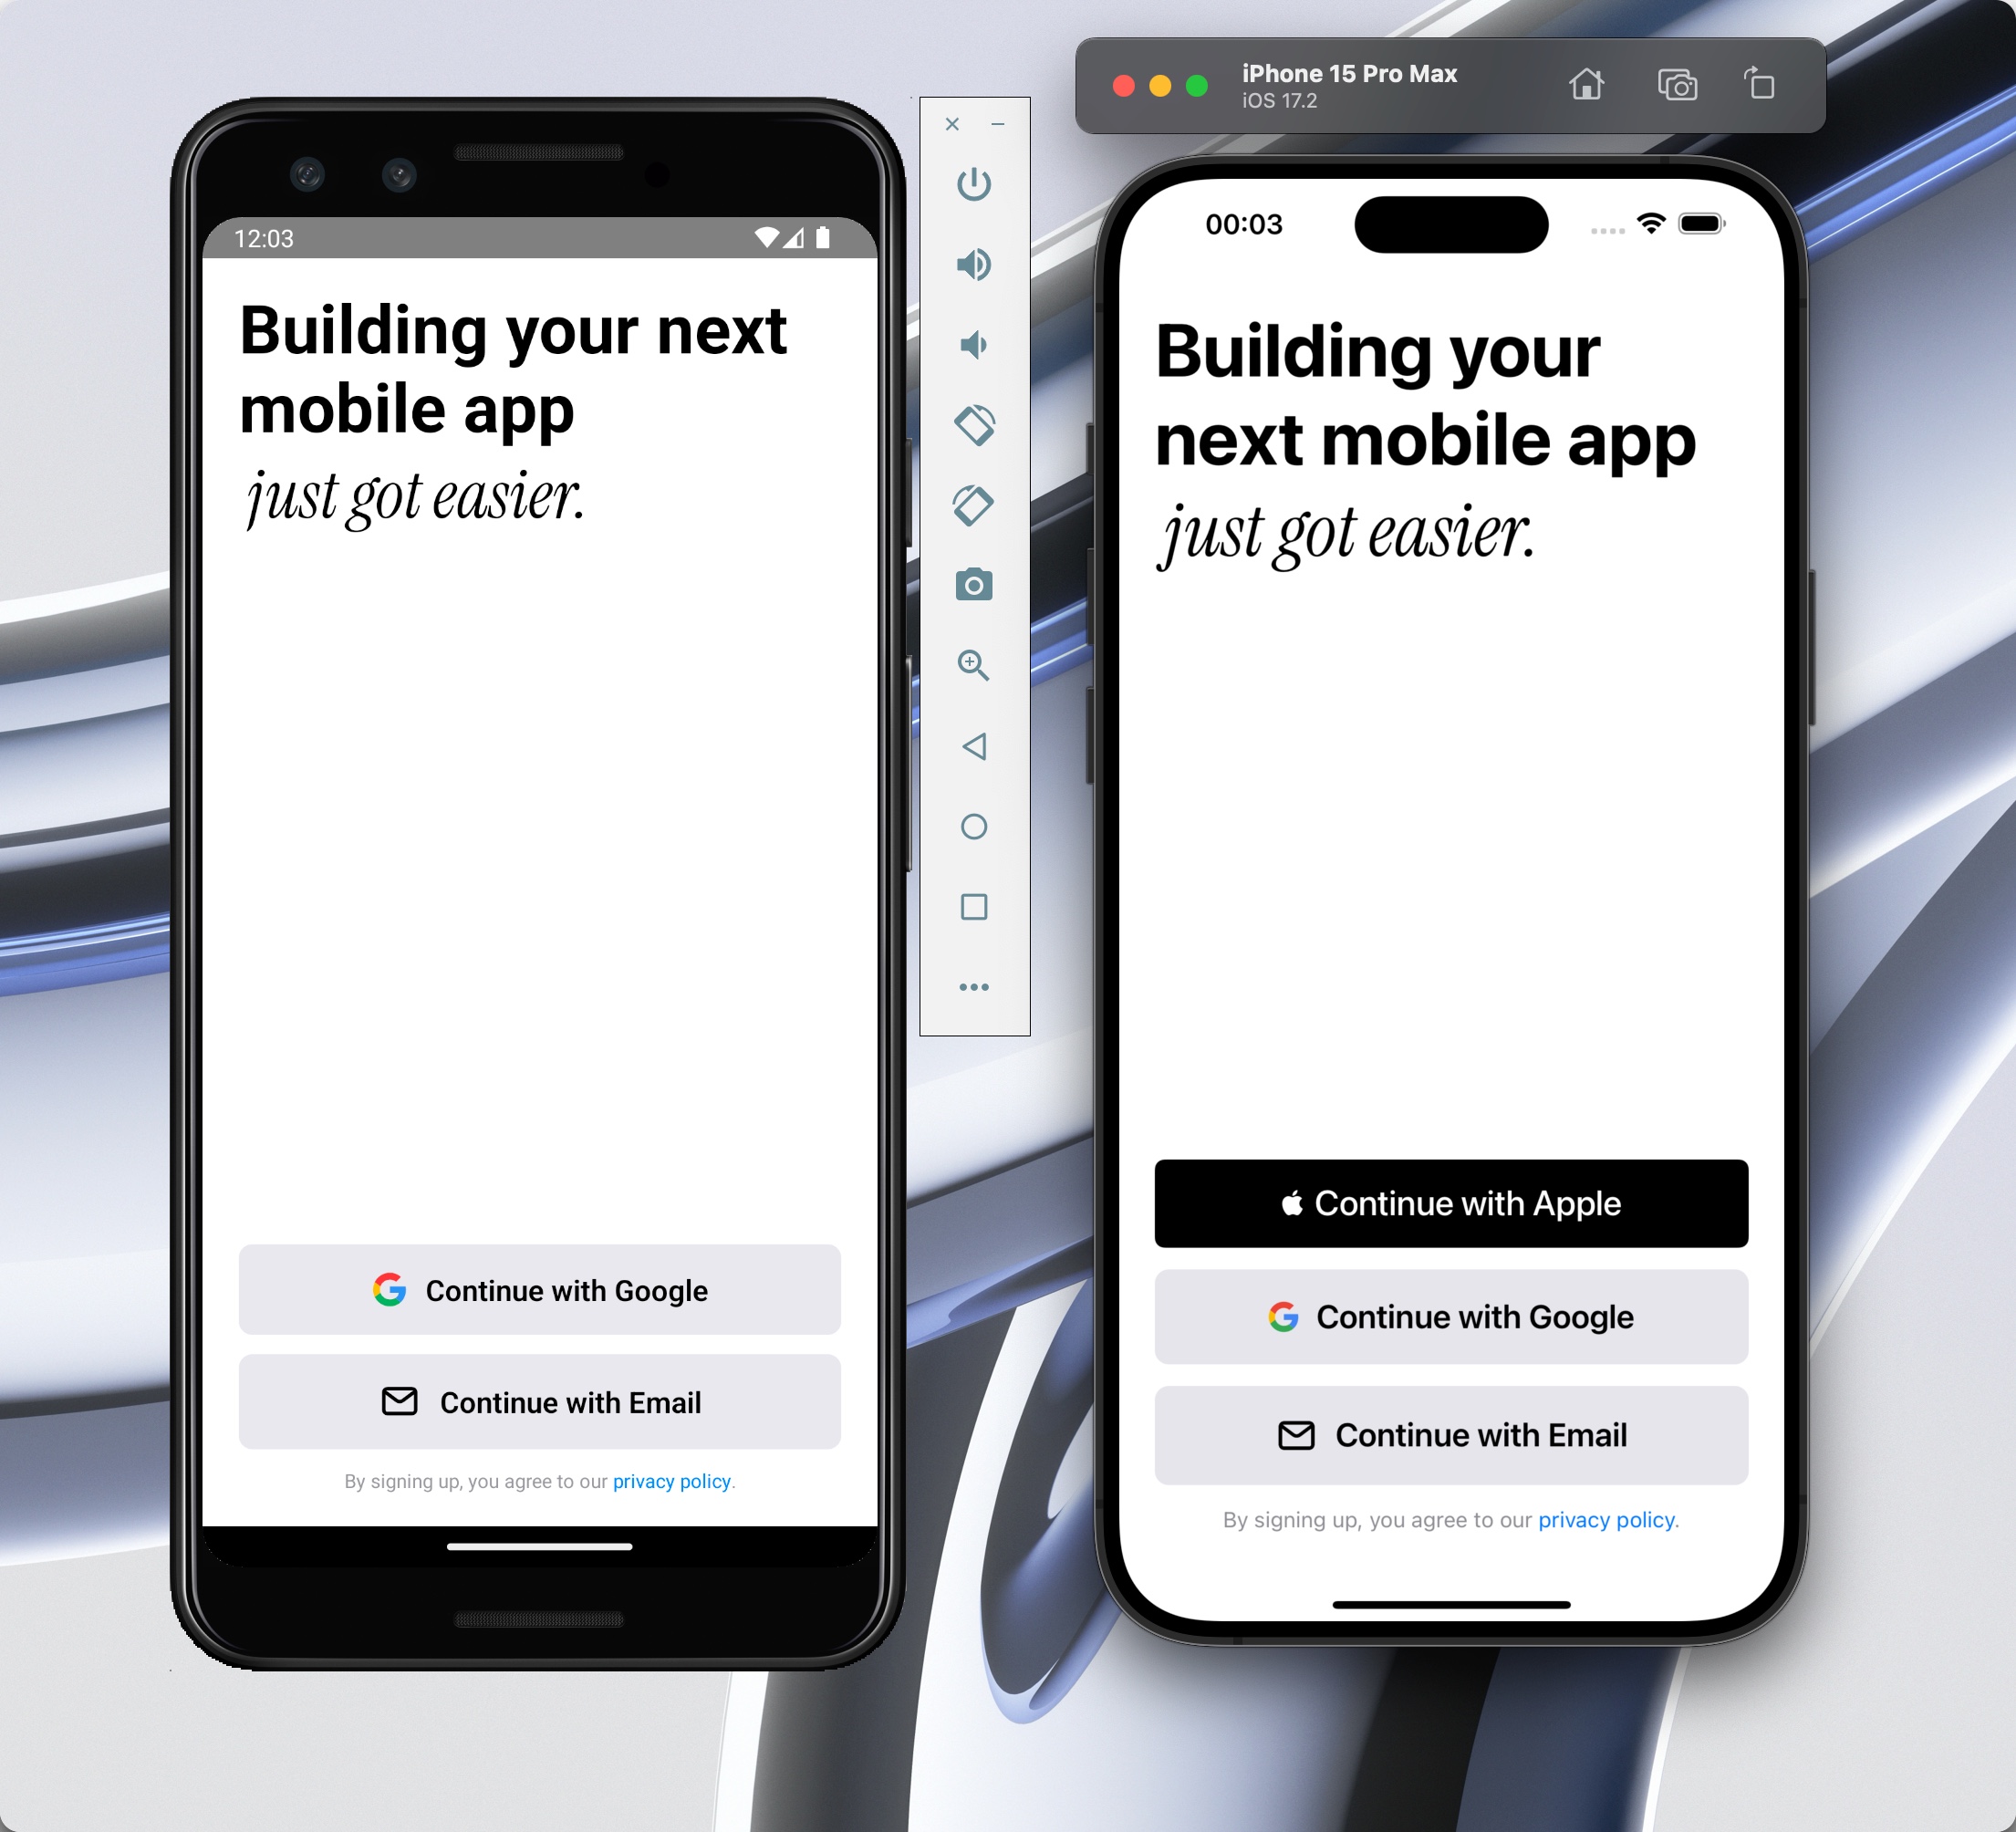 12:03
Building your next
mobile app
just got easier.
Continue with Google
Continue with Email
By signing up, you agree to our privacy policy.
iPhone 15 Pro Max
iOS 17.2
00:03
Building your
next mobile app
just got easier.
Continue with Apple
Continue with Google
Continue with Email
By signing up, you agree to our privacy policy.